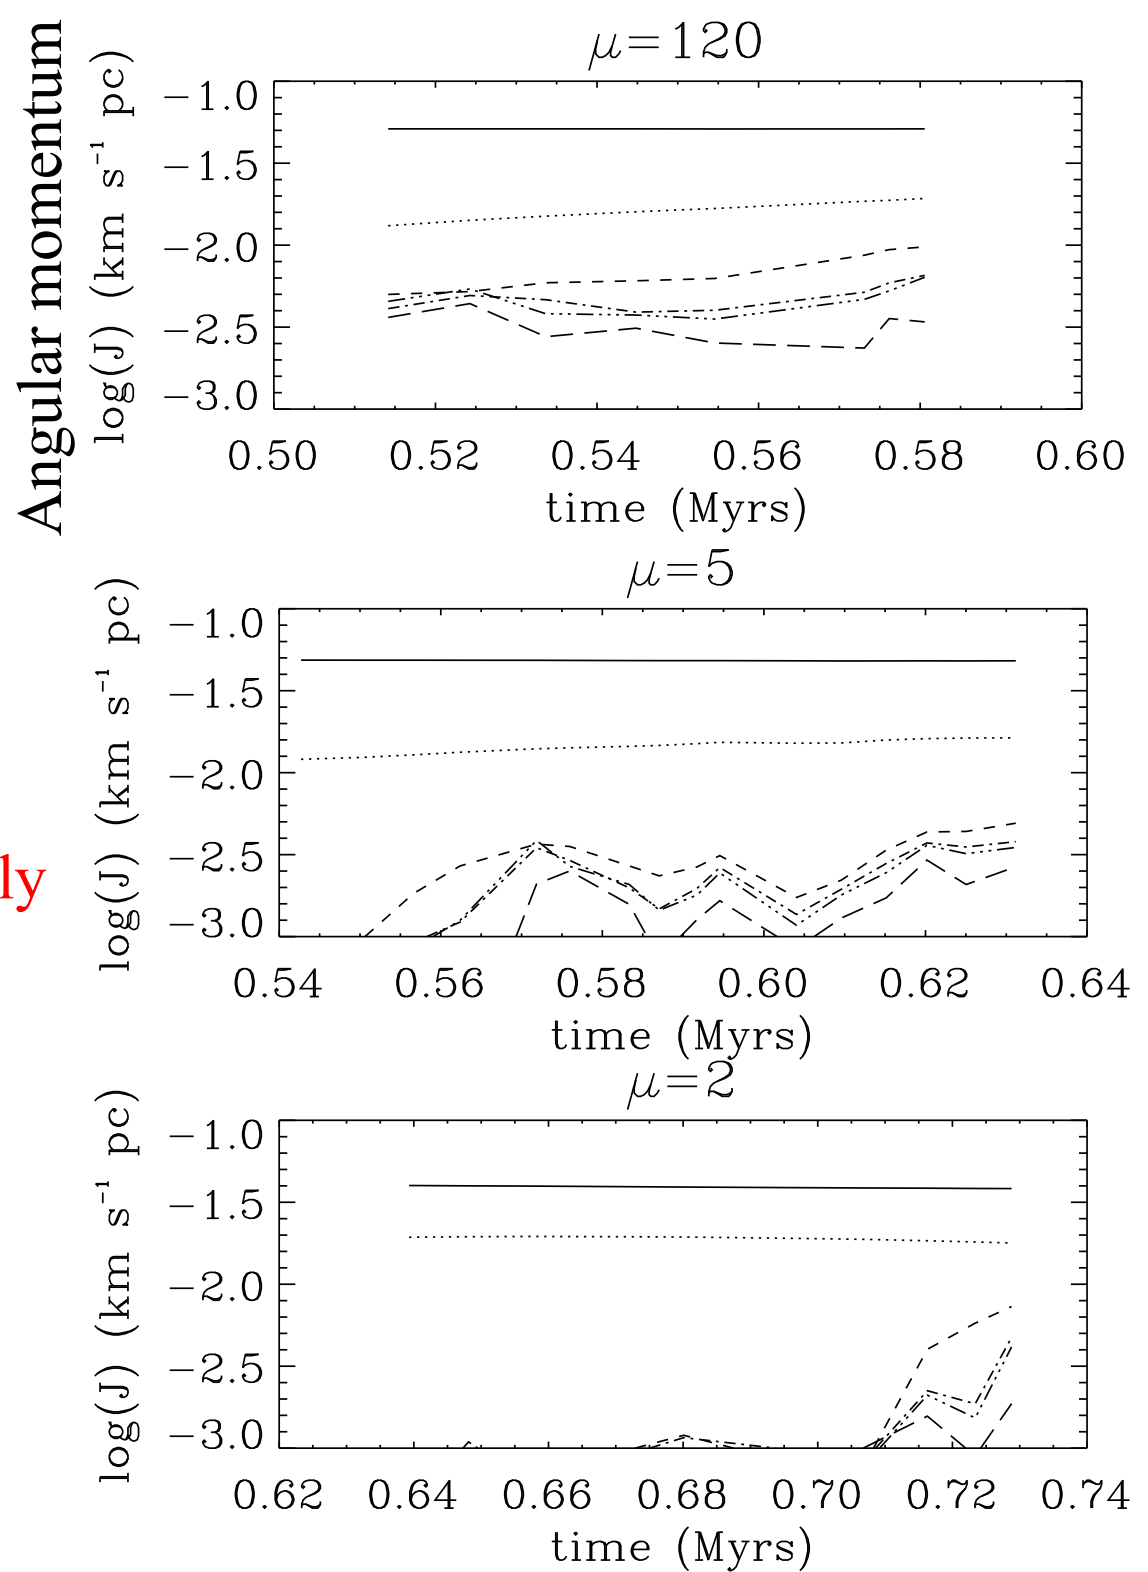 Angular momentum
μ=120
log(J) (km s⁻¹ pc)
−1.0
−1.5
−2.0
−2.5
−3.0
0.50 0.52 0.54 0.56 0.58 0.60
time (Myrs)
μ=5
log(J) (km s⁻¹ pc)
−1.0
−1.5
−2.0
−2.5
−3.0
ly
0.54 0.56 0.58 0.60 0.62 0.64
time (Myrs)
μ=2
log(J) (km s⁻¹ pc)
−1.0
−1.5
−2.0
−2.5
−3.0
0.62 0.64 0.66 0.68 0.70 0.72 0.74
time (Myrs)